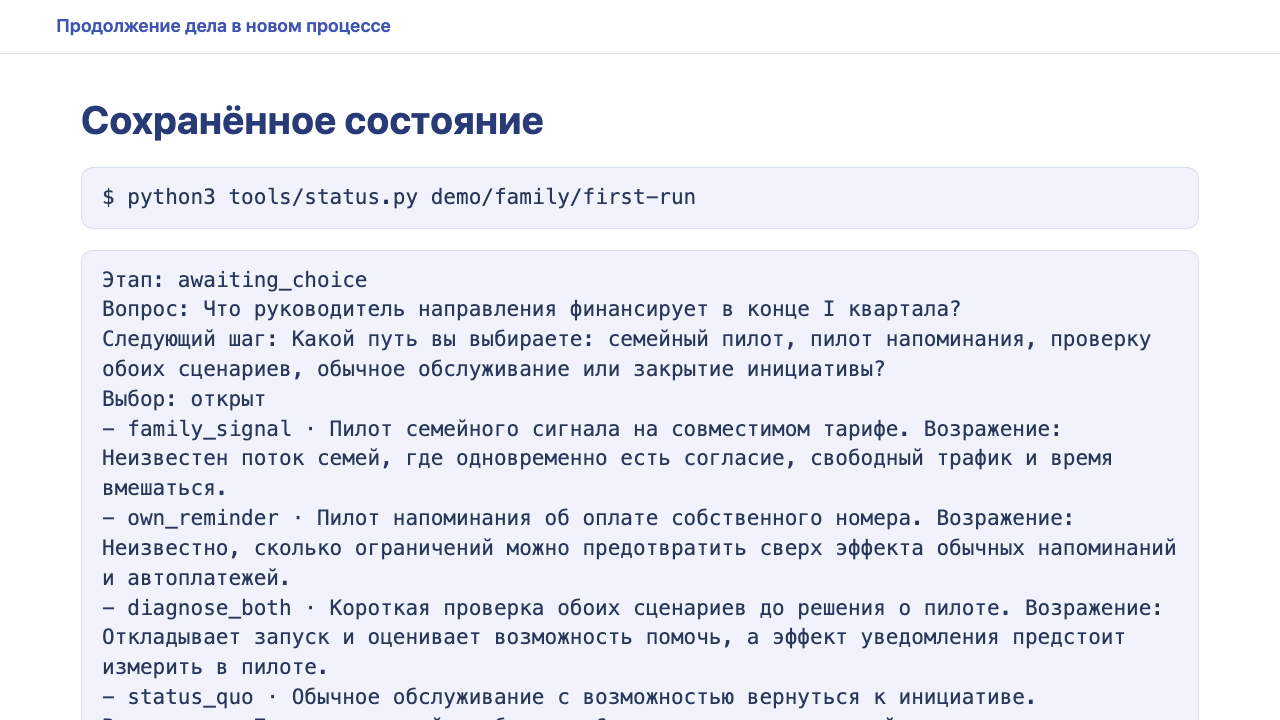 Продолжение дела в новом процессе
Сохранённое состояние
$ python3 tools/status.py demo/family/first-run
Этап: awaiting_choice
Вопрос: Что руководитель направления финансирует в конце I квартала?
Следующий шаг: Какой путь вы выбираете: семейный пилот, пилот напоминания, проверку
обоих сценариев, обычное обслуживание или закрытие инициативы?
Выбор: открыт
– family_signal · Пилот семейного сигнала на совместимом тарифе. Возражение:
Неизвестен поток семей, где одновременно есть согласие, свободный трафик и время
вмешаться.
– own_reminder · Пилот напоминания об оплате собственного номера. Возражение:
Неизвестно, сколько ограничений можно предотвратить сверх эффекта обычных напоминаний
и автоплатежей.
– diagnose_both · Короткая проверка обоих сценариев до решения о пилоте. Возражение:
Откладывает запуск и оценивает возможность помочь, а эффект уведомления предстоит
измерить в пилоте.
– status_quo · Обычное обслуживание с возможностью вернуться к инициативе.